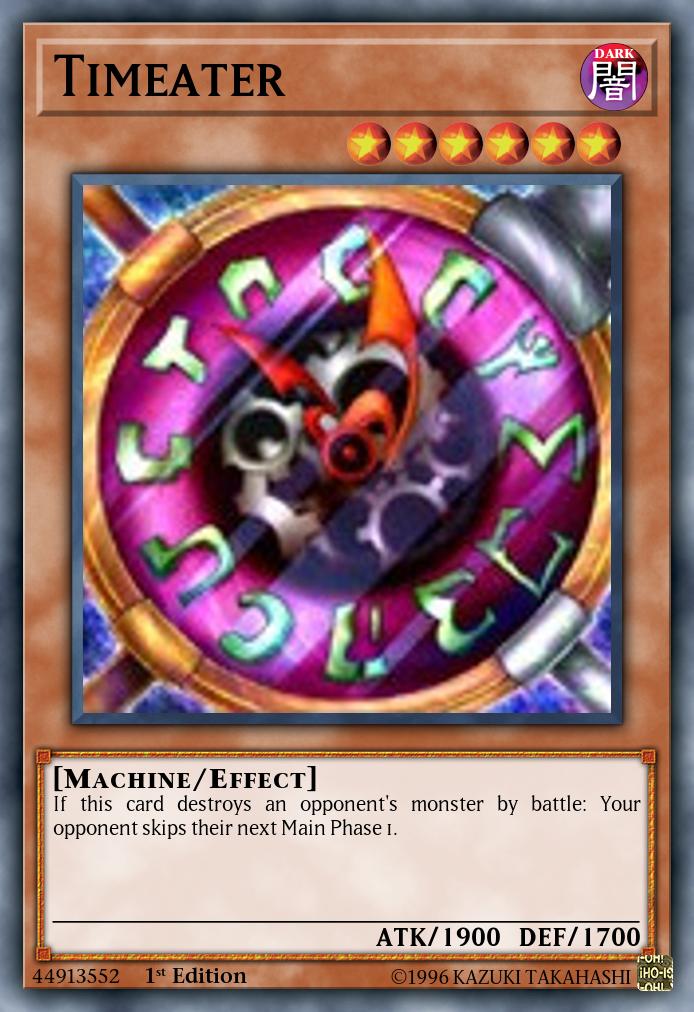 TIMEATER
DARK
闇
[MACHINE/EFFECT]
If this card destroys an opponent's monster by battle: Your
opponent skips their next Main Phase 1.
ATK/1900 DEF/1700
44913552 1st Edition ©1996 KAZUKI TAKAHASHI